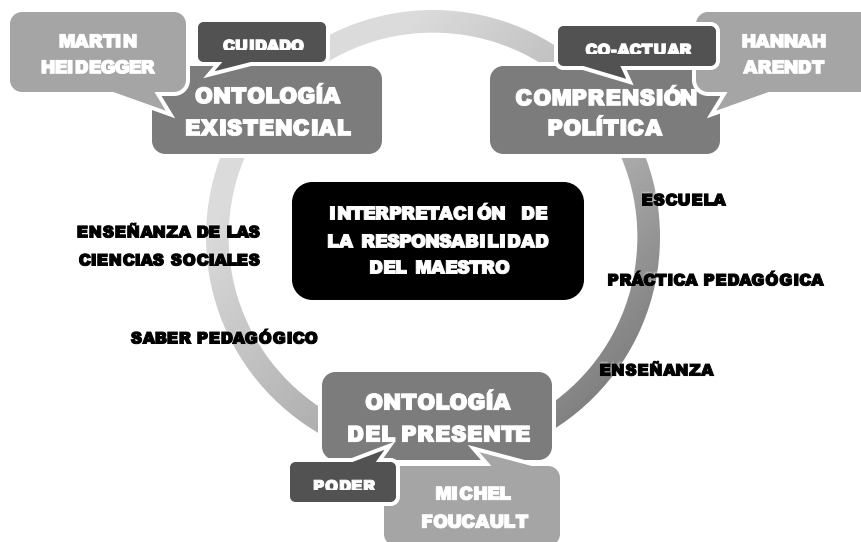 MARTIN
HEIDEGGER
CUIDADO
ONTOLOGÍA
EXISTENCIAL
CO-ACTUAR
HANNAH
ARENDT
COMPRENSIÓN
POLÍTICA
INTERPRETACIÓN DE
LA RESPONSABILIDAD
DEL MAESTRO
ENSEÑANZA DE LAS
CIENCIAS SOCIALES
SABER PEDAGÓGICO
ESCUELA
PRÁCTICA PEDAGÓGICA
ENSEÑANZA
ONTOLOGÍA
DEL PRESENTE
PODER
MICHEL
FOUCAULT